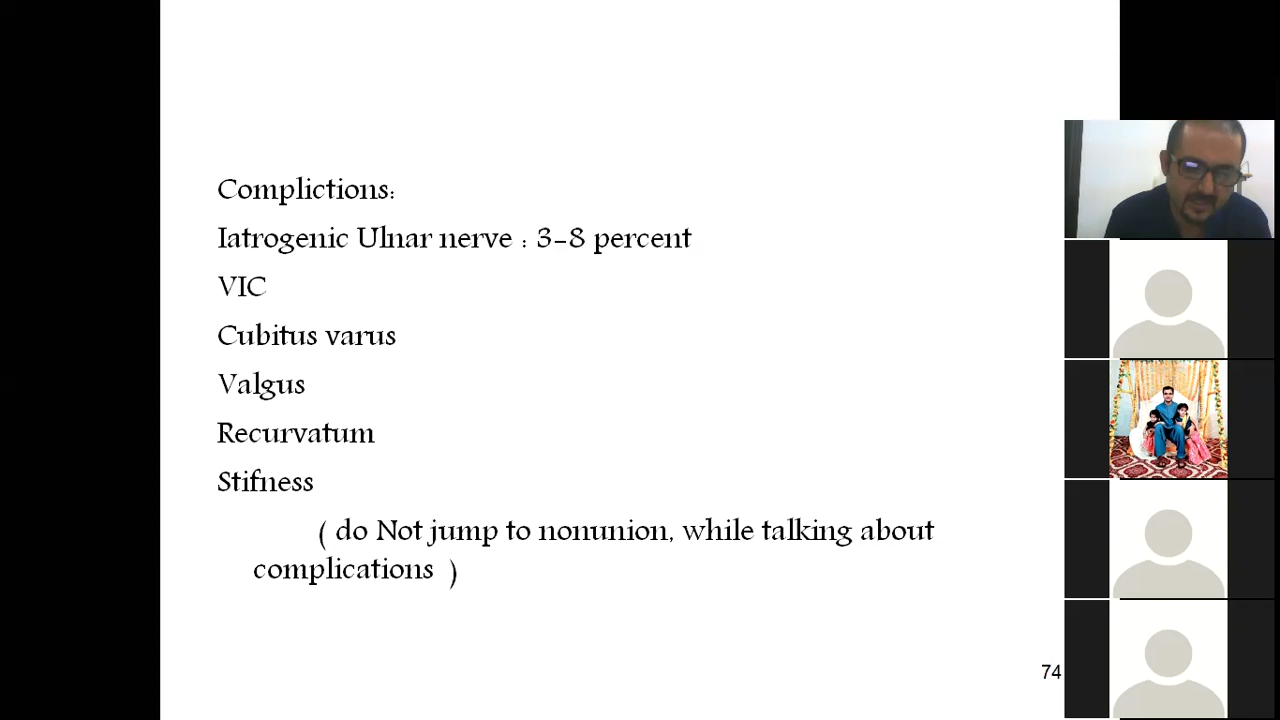 Complictions:
Iatrogenic Ulnar nerve : 3-8 percent
VIC
Cubitus varus
Valgus
Recurvatum
Stifness
( do Not jump to nonunion, while talking about
complications )
74